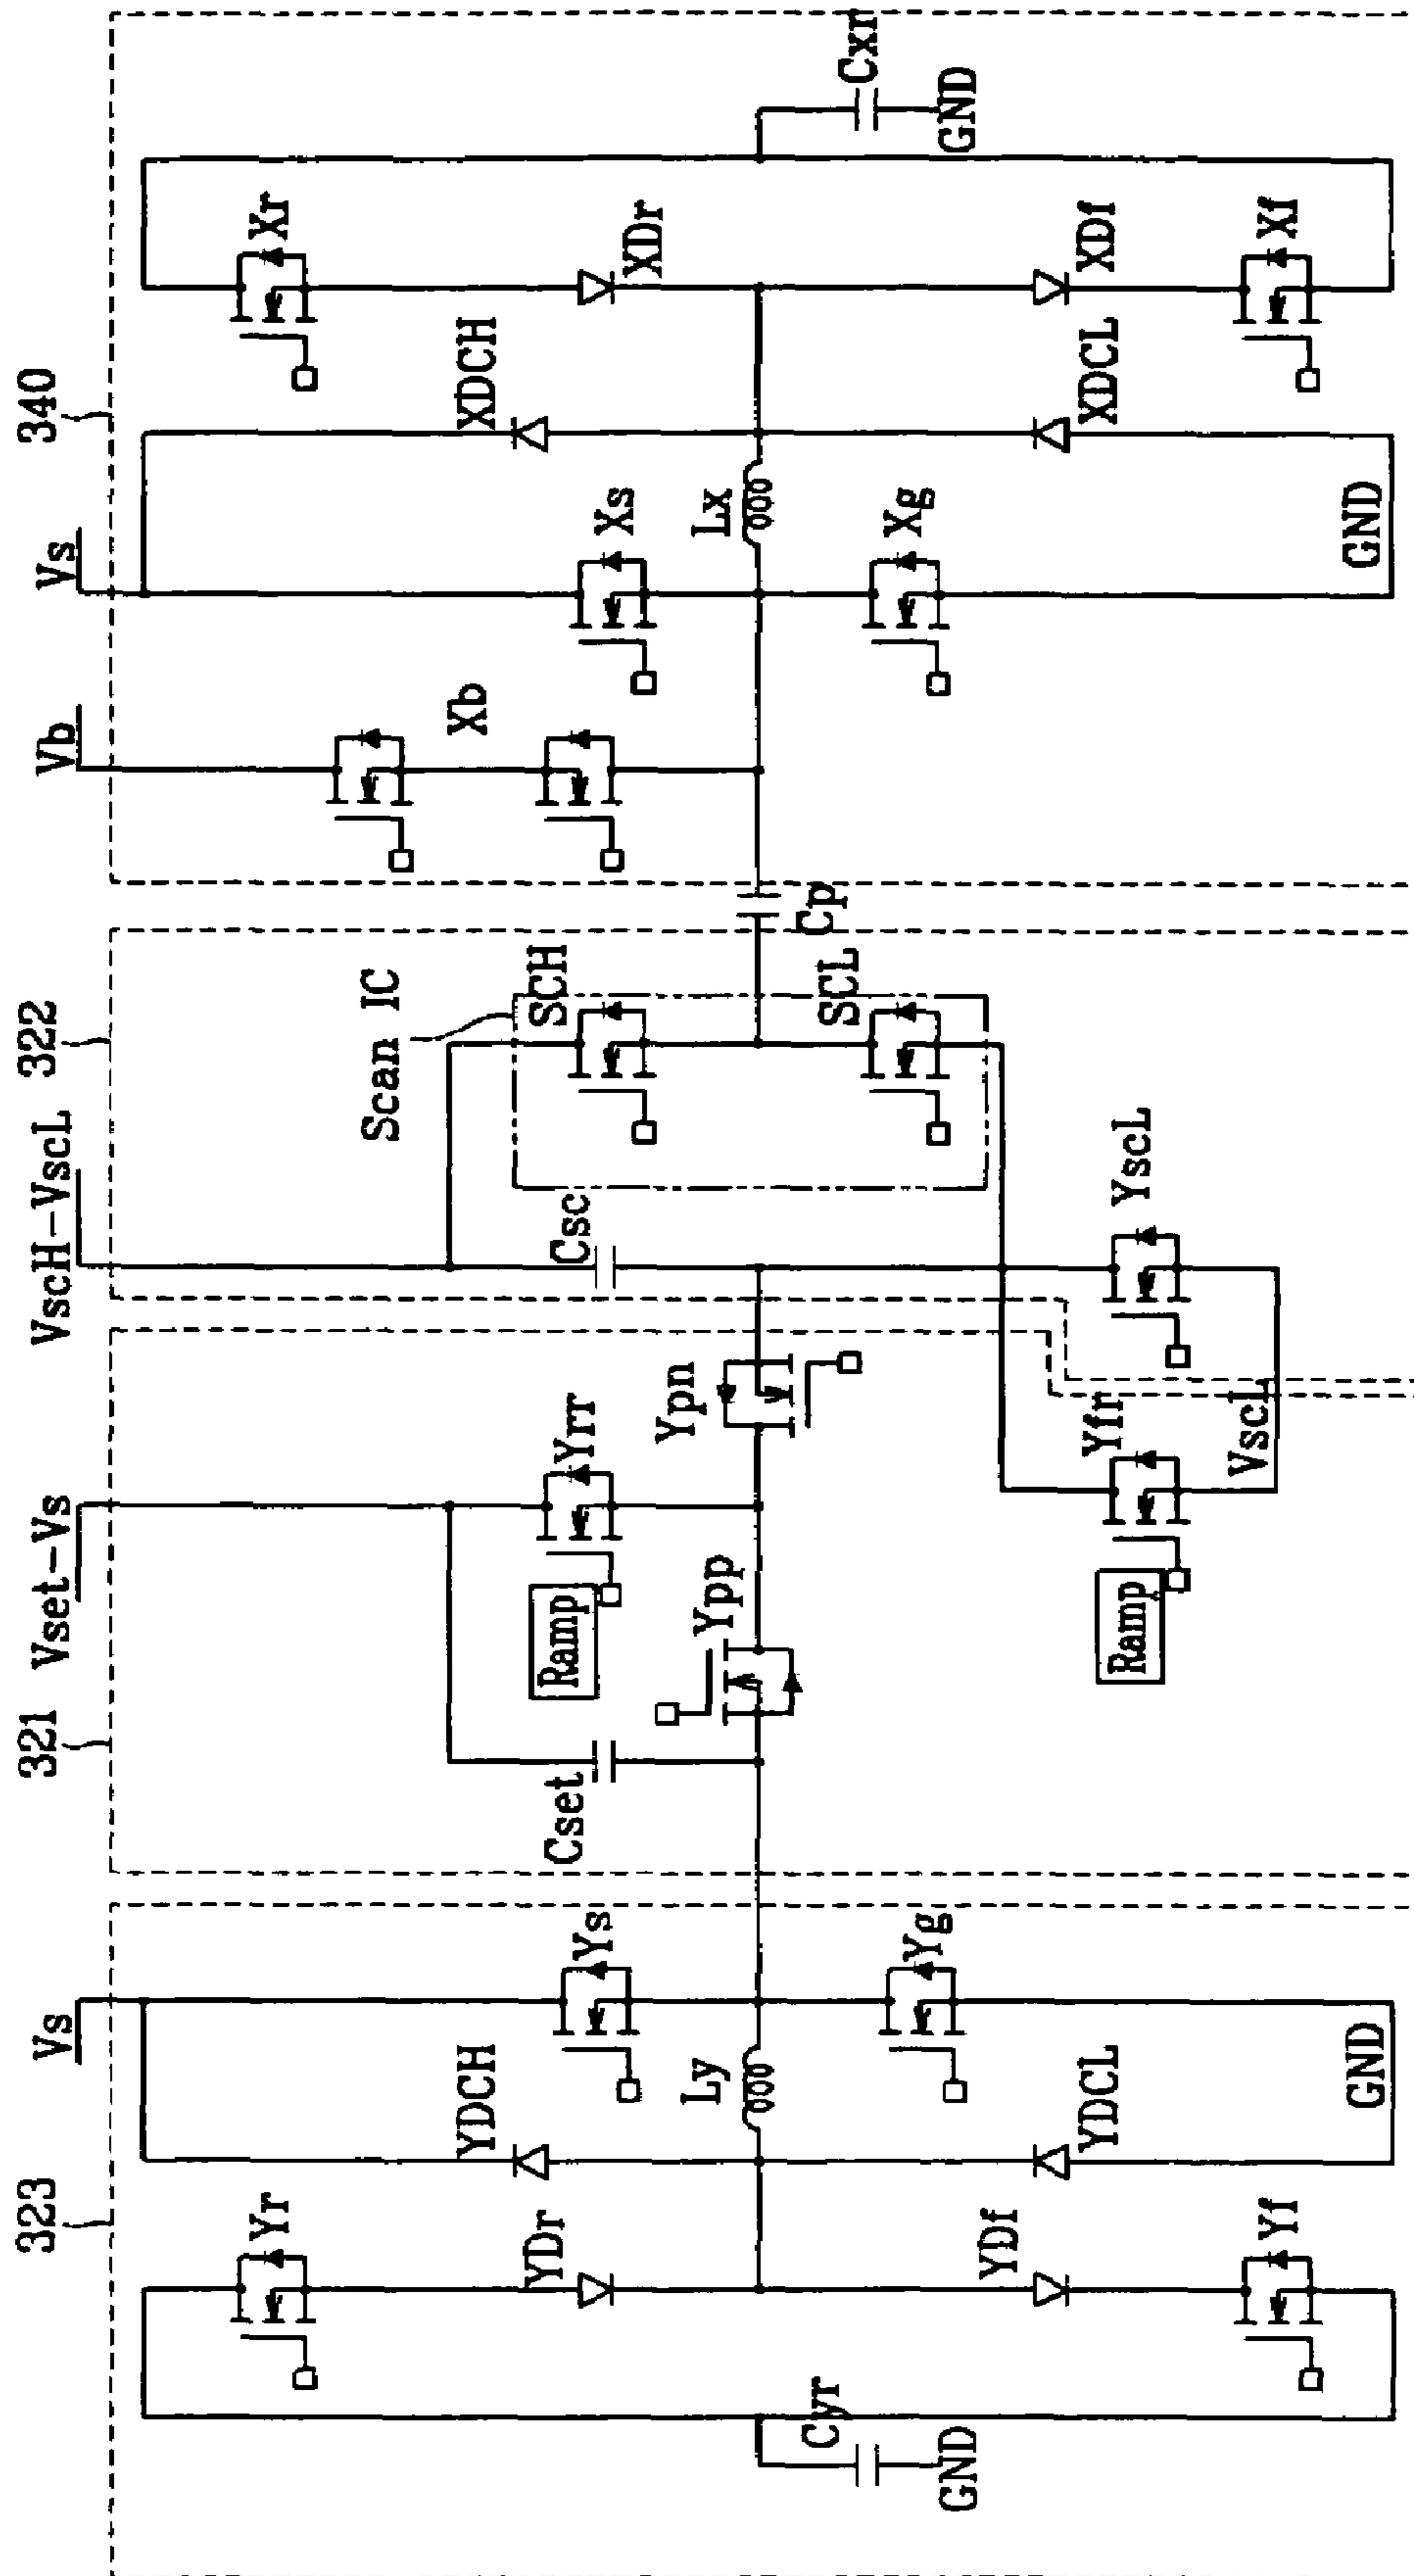 323
Vs
Yr
YDCH
Ys
YDr
Ly
Cyr
YDf
Yg
YDCL
GND
Yf
GND
321
Vset-Vs
Cset
Ramp
Yrr
Ypp
Ypn
Ramp
Yfr
VscL
322
VscH-VscL
Scan IC
Csc
SCH
SCL
YscL
Cp
340
Vb
Vs
Xb
Xs
XDCH
Xr
XDr
Lx
Xg
Cxr
GND
XDCL
XDf
GND
Xf